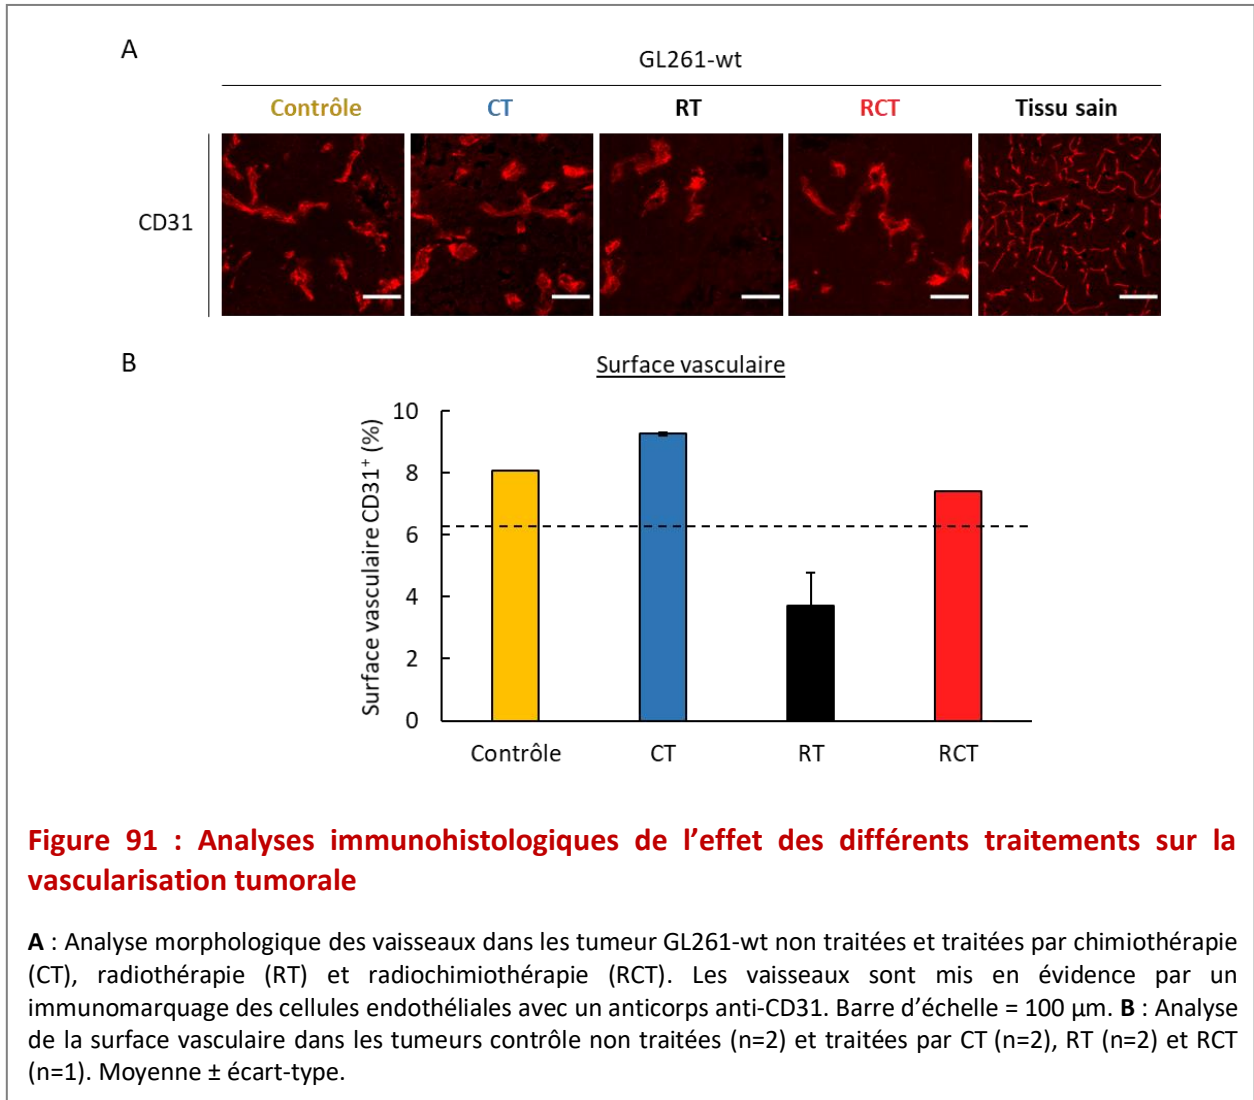 A
GL261-wt
Contrôle CT RT RCT Tissu sain
CD31
B
Surface vasculaire
Surface vasculaire CD31⁺ (%)
10
8
6
4
2
0
Contrôle CT RT RCT
Figure 91 : Analyses immunohistologiques de l’effet des différents traitements sur la
vascularisation tumorale
A : Analyse morphologique des vaisseaux dans les tumeur GL261-wt non traitées et traitées par chimiothérapie
(CT), radiothérapie (RT) et radiochimiothérapie (RCT). Les vaisseaux sont mis en évidence par un
immunomarquage des cellules endothéliales avec un anticorps anti-CD31. Barre d’échelle = 100 µm. B : Analyse
de la surface vasculaire dans les tumeurs contrôle non traitées (n=2) et traitées par CT (n=2), RT (n=2) et RCT
(n=1). Moyenne ± écart-type.